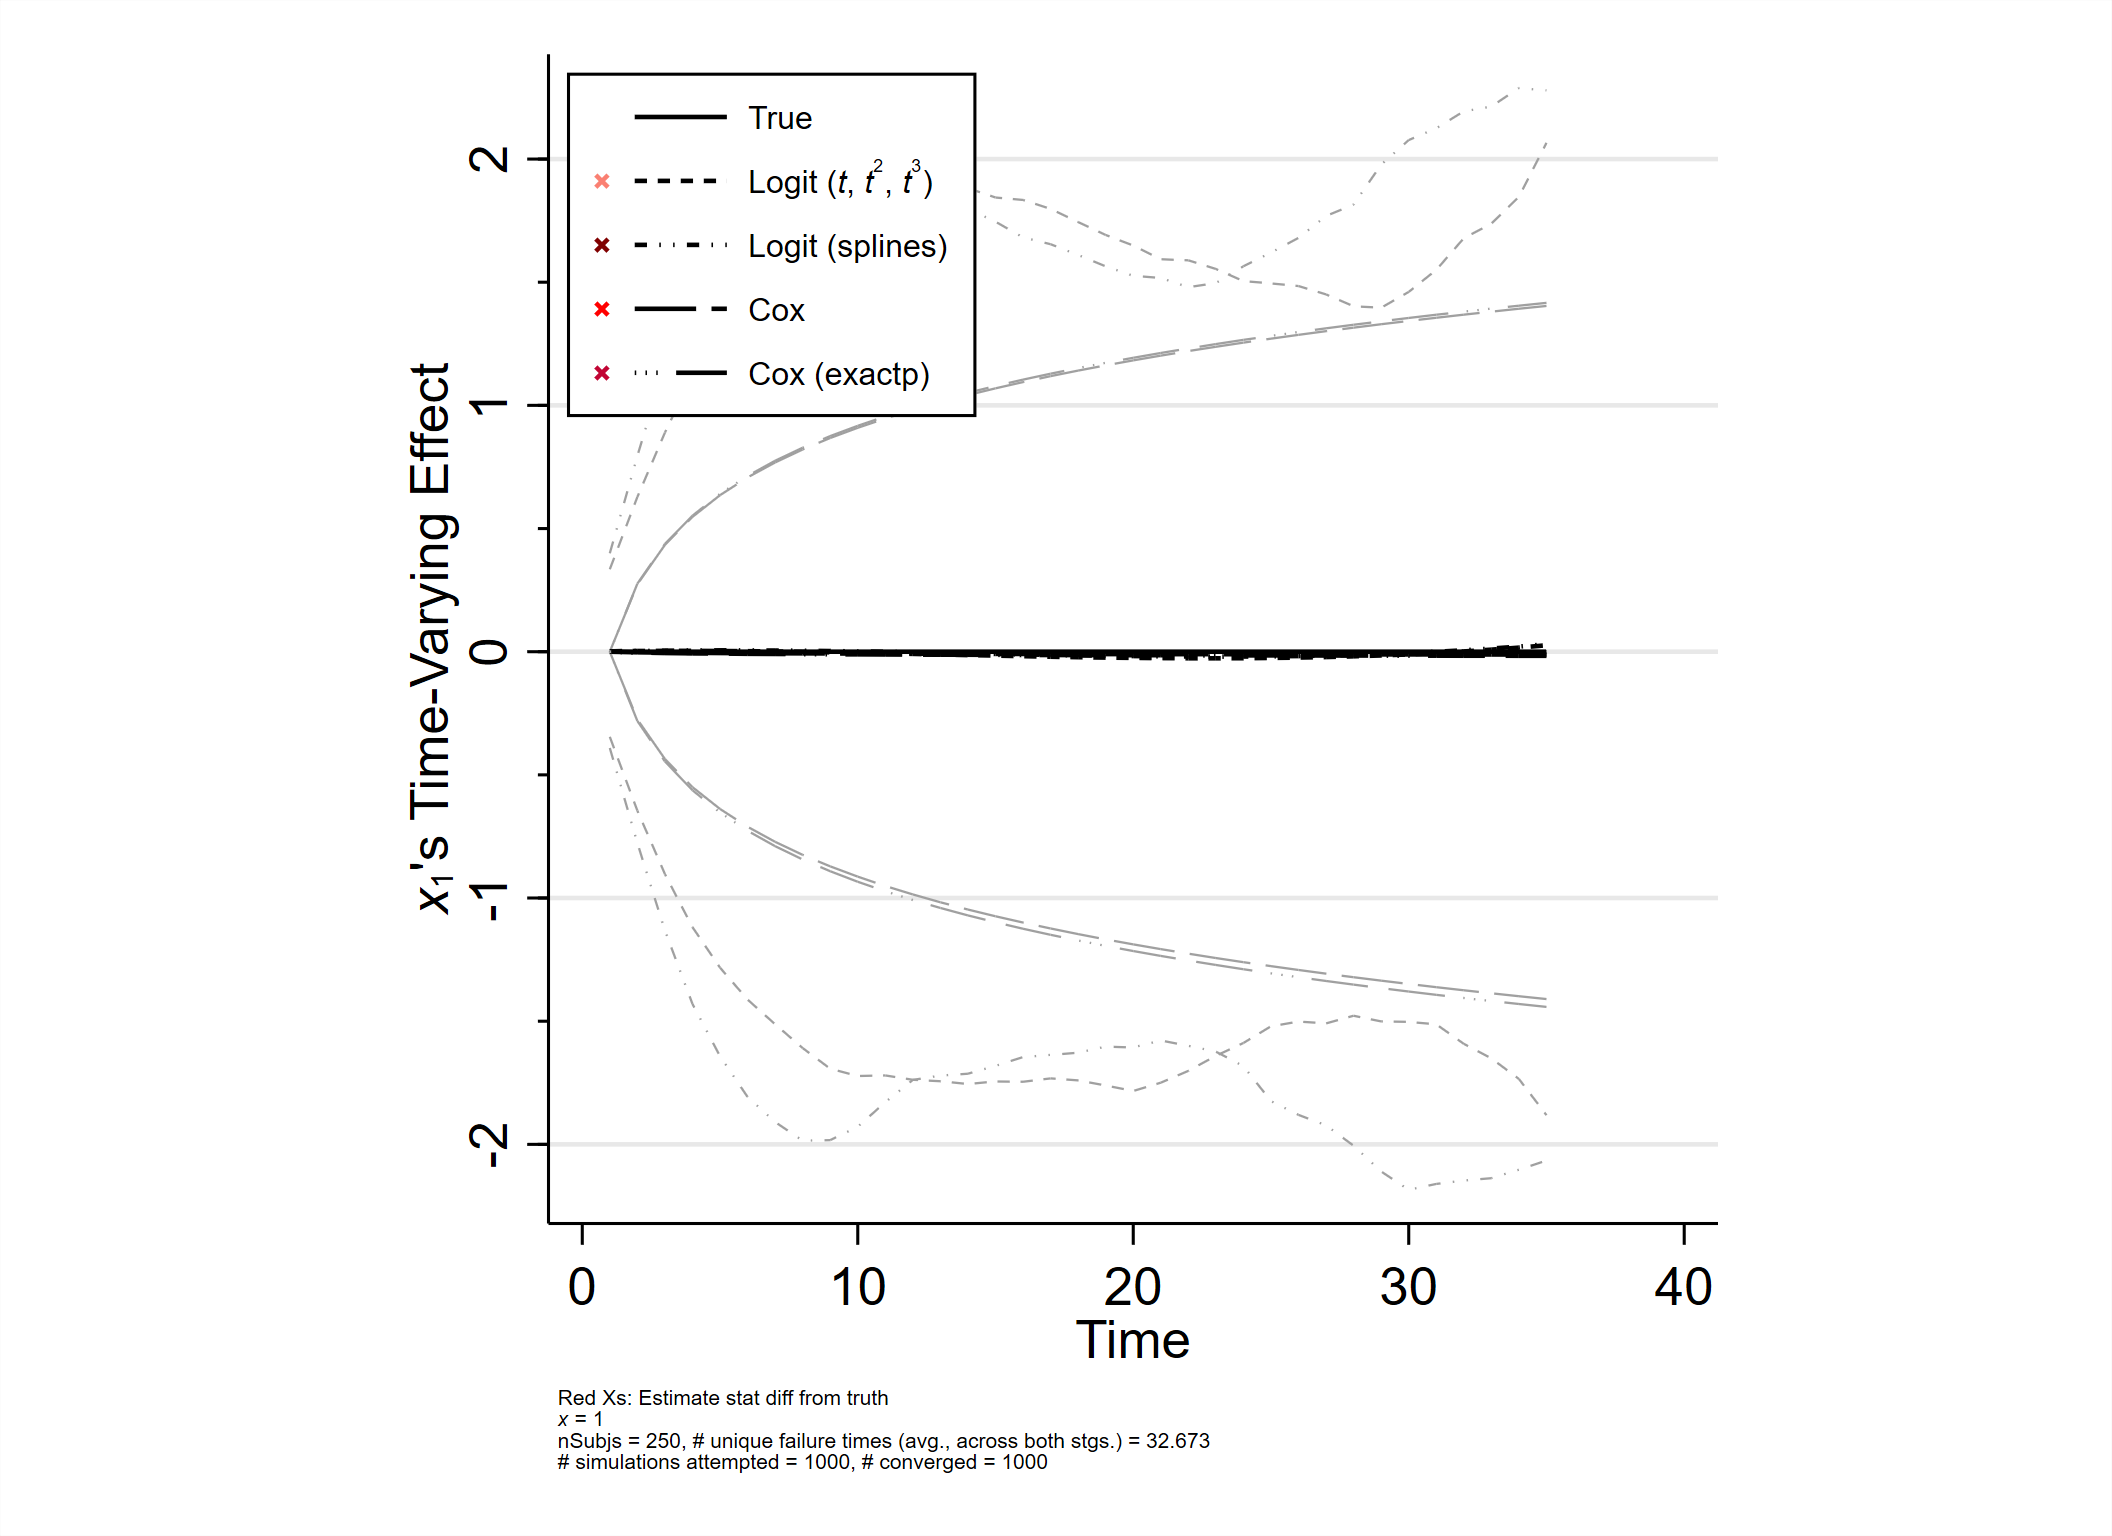 True
Logit (t, t², t³)
Logit (splines)
Cox
Cox (exactp)
2
1
0
-1
-2
x₁'s Time-Varying Effect
0 10 20 30 40
Time
Red Xs: Estimate stat diff from truth
x = 1
nSubjs = 250, # unique failure times (avg., across both stgs.) = 32.673
# simulations attempted = 1000, # converged = 1000